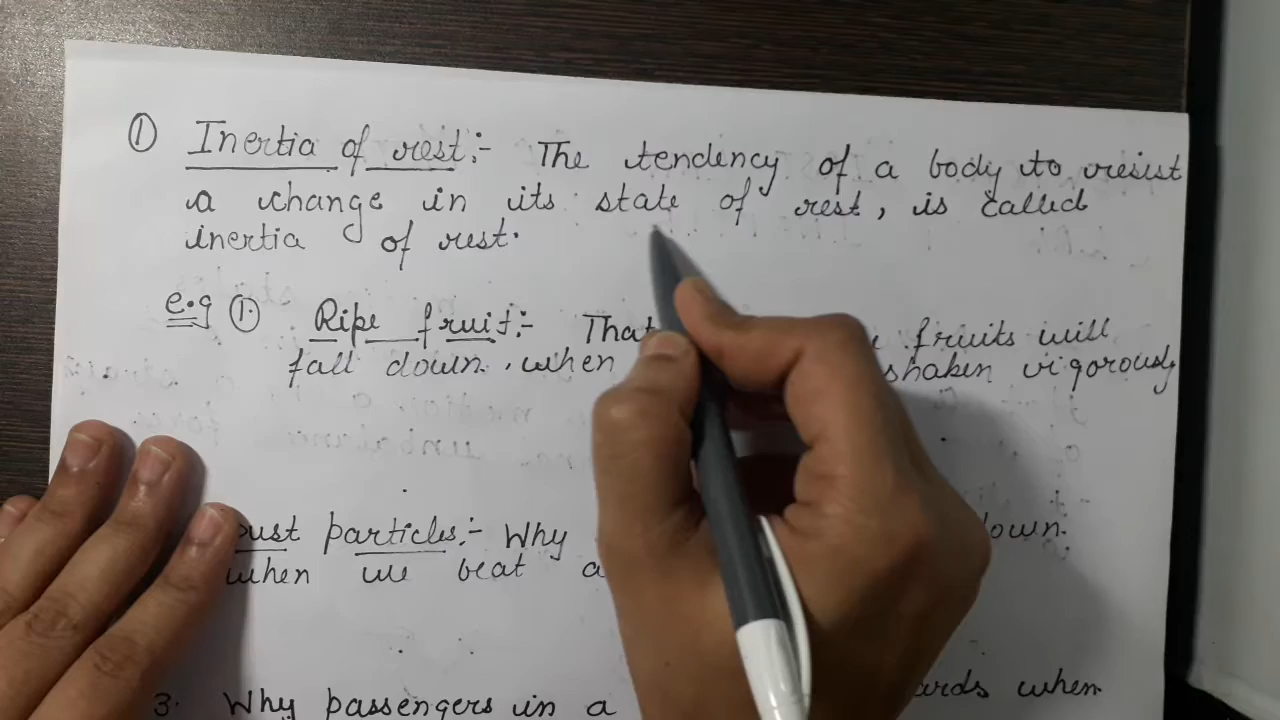 ① Inertia of rest:- The tendency of a body to resist
a change in its state of rest, is called
inertia of rest.
e.g ①. Ripe fruit:- That fruits will
fall down, when shaken vigorously
Dust particles:- Why down.
when we beat a
3. Why passengers in a when